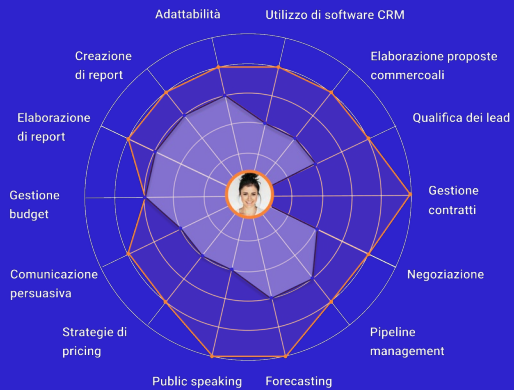 Adattabilità
Utilizzo di software CRM
Creazione
di report
Elaborazione proposte
commercoali
Elaborazione
di report
Qualifica dei lead
Gestione
budget
Gestione
contratti
Comunicazione
persuasiva
Negoziazione
Strategie di
pricing
Pipeline
management
Public speaking
Forecasting